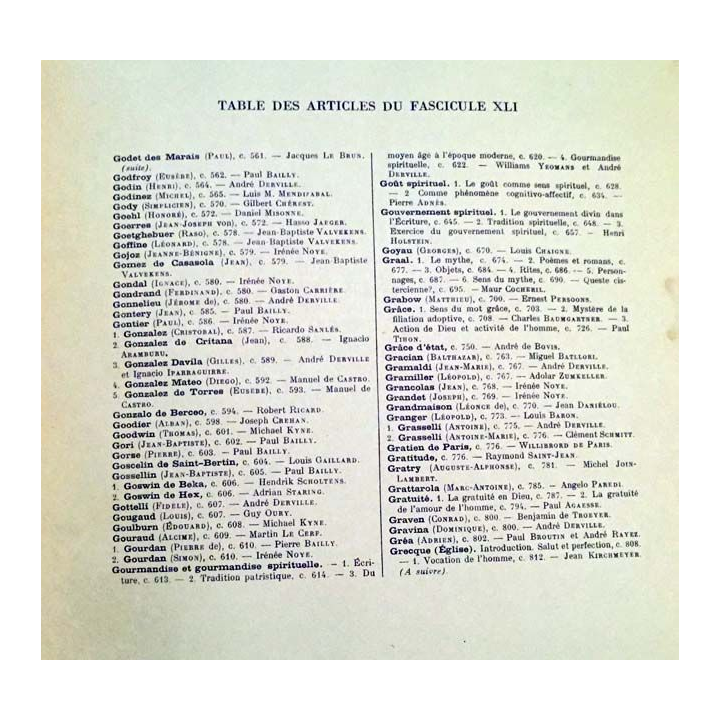 TABLE DES ARTICLES DU FASCICULE XLI
Godet des Marais (Paul), c. 561. — Jacques Le Brun.
(suite).
Godfroy (Eusèbe), c. 562. — Paul Bailly.
Godin (Henri), c. 564. — André Derville.
Godinez (Michel), c. 565. — Luis M. Mendizabal.
Gody (Simplicien), c. 570. — Gilbert Chérest.
Goehl (Honoré), c. 572. — Daniel Misonne.
Goerres (Jean-Joseph von), c. 572. — Hasso Jaeger.
Goetghebuer (Raso), c. 578. — Jean-Baptiste Valvekens.
Goffine (Léonard), c. 578. — Jean-Baptiste Valvekens.
Gojoz (Jeanne-Bénigne), c. 579. — Irénée Noye.
Gomez de Casasola (Jean), c. 579. — Jean-Baptiste
Valvekens.
Gondal (Ignace), c. 580. — Irénée Noye.
Gondrand (Ferdinand), c. 580. — Gaston Carrière.
Gonnelieu (Jérome de), c. 580. — André Derville.
Gontery (Jean), c. 585. — Paul Bailly.
Gontier (Paul), c. 586. — Irénée Noye.
1. Gonzalez (Cristobal), c. 587. — Ricardo Sanlés.
2. Gonzalez de Critana (Jean), c. 588. — Ignacio
Aramburu.
3. Gonzalez Davila (Gilles), c. 589. — André Derville
et Ignacio Iparraguirre.
4. Gonzalez Mateo (Diego), c. 592. — Manuel de Castro.
5. Gonzalez de Torres (Eusebe), c. 593. — Manuel de
Castro.
Gonzalo de Berceo, c. 594. — Robert Ricard.
Goodier (Alban), c. 598. — Joseph Crehan.
Goodwin (Thomas), c. 601. — Michael Kyne.
Gori (Jean-Baptiste), c. 602. — Paul Bailly.
Gorse (Pierre), c. 603. — Paul Bailly.
Goscelin de Saint-Bertin, c. 604. — Louis Gaillard.
Gossellin (Jean-Baptiste), c. 605. — Paul Bailly.
1. Goswin de Beka, c. 606. — Hendrik Scholtens.
2. Goswin de Hex, c. 606. — Adrian Staring.
Gottelli (Fidele), c. 607. — André Derville.
Gougaud (Louis), c. 607. — Guy Oury.
Goulburn (Édouard), c. 608. — Michael Kyne.
Gouraud (Alcime), c. 609. — Martin Le Cerf.
1. Gourdan (Pierre de), c. 610. — Pierre Bailly.
2. Gourdan (Simon), c. 610. — Irénée Noye.
Gourmandise et gourmandise spirituelle. — 1. Écri-
ture, c. 613. — 2. Tradition patristique, c. 614. — 3. Du
moyen âge à l'époque moderne, c. 620. — 4. Gourmandise
spirituelle, c. 622. — Williams Yeomans et André
Derville.
Goût spirituel. 1. Le goût comme sens spirituel, c. 628.
— 2 Comme phénomène cognitivo-affectif, c. 634. —
Pierre Adnès.
Gouvernement spirituel. 1. Le gouvernement divin dans
l'Écriture, c. 645. — 2. Tradition spirituelle, c. 648. — 3.
Exercice du gouvernement spirituel, c. 657. — Henri
Holstein.
Goyau (Georges), c. 670. — Louis Chaigne.
Graal. 1. Le mythe, c. 674. — 2. Poèmes et romans, c.
677. — 3. Objets, c. 684. — 4. Rites, c. 686. — 5. Person-
nages, c. 687. — 6. Sens du mythe, c. 690. — Queste cis-
tercienne?, c. 695. — Maur Cocheril.
Grabow (Matthieu), c. 700. — Ernest Persoons.
Grâce. 1. Sens du mot grâce, c. 703. — 2. Mystère de la
filiation adoptive, c. 708. — Charles Baumgartner. — 3.
Action de Dieu et activité de l'homme, c. 726. — Paul
Tihon.
Grâce d'état, c. 750. — André de Bovis.
Gracian (Balthazar), c. 763. — Miguel Batllori.
Gramaldi (Jean-Marie), c. 767. — André Derville.
Gramiller (Léopold), c. 767. — Adolar Zumkeller.
Grancolas (Jean), c. 768. — Irénée Noye.
Grandet (Joseph), c. 769. — Irénée Noye.
Grandmaison (Léonce de), c. 770. — Jean Daniélou.
Granger (Léopold), c. 773. — Louis Baron.
1. Grasselli (Antoine), c. 775. — André Derville.
2. Grasselli (Antoine-Marie), c. 776. — Clément Schmitt.
Gratien de Paris, c. 776. — Willibrord de Paris.
Gratitude, c. 776. — Raymond Saint-Jean.
Gratry (Auguste-Alphonse), c. 781. — Michel Join-
Lambert.
Grattarola (Marc-Antoine), c. 785. — Angelo Paredi.
Gratuité. 1. La gratuité en Dieu, c. 787. — 2. La gratuité
de l'amour de l'homme, c. 794. — Paul Agaesse.
Graven (Conrad), c. 800. — Benjamin de Troeyer.
Gravina (Dominique), c. 800. — André Derville.
Gréa (Adrien), c. 802. — Paul Broutin et André Rayez.
Grecque (Église). Introduction. Salut et perfection, c. 808.
— 1. Vocation de l'homme, c. 812. — Jean Kirchmeyer.
(A suivre).